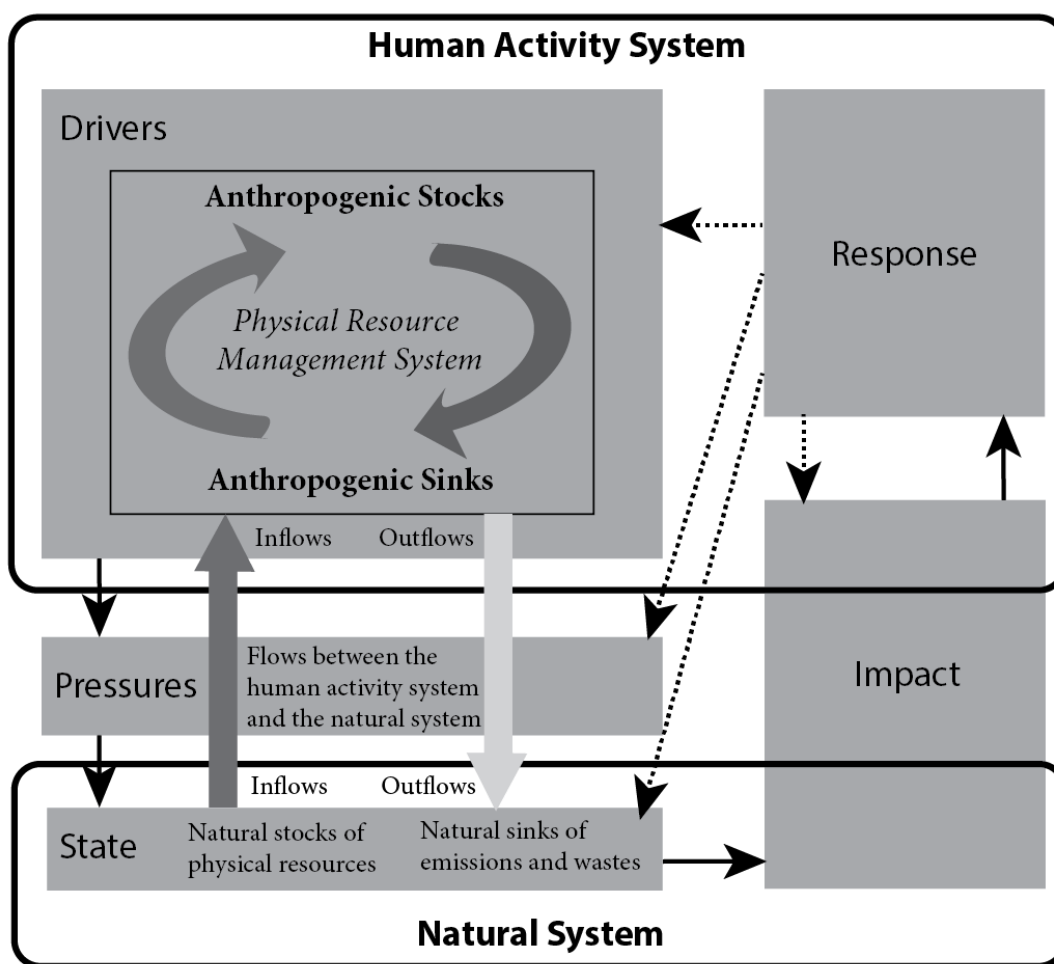 Human Activity System
Drivers
Anthropogenic Stocks
Physical Resource
Management System
Anthropogenic Sinks
Inflows
Outflows
Response
Pressures
Flows between the
human activity system
and the natural system
Impact
Inflows
Outflows
State
Natural stocks of
physical resources
Natural sinks of
emissions and wastes
Natural System